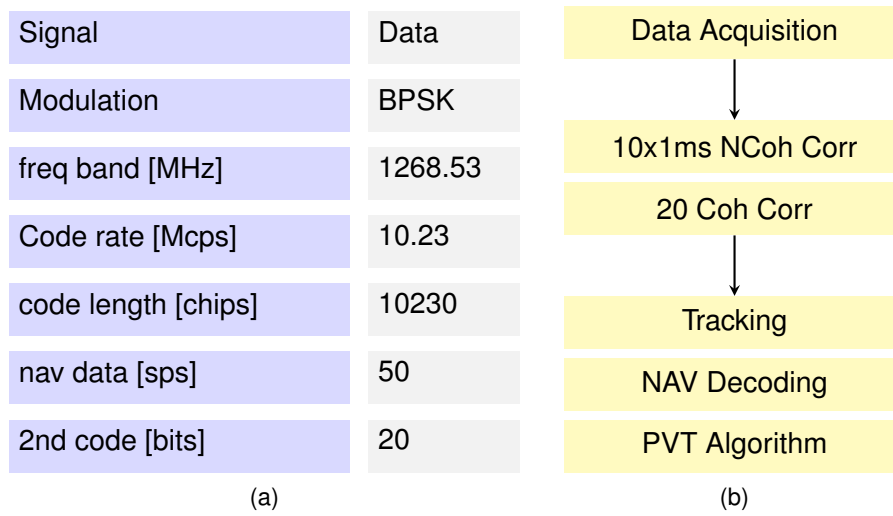 Signal Data
Modulation BPSK
freq band [MHz] 1268.53
Code rate [Mcps] 10.23
code length [chips] 10230
nav data [sps] 50
2nd code [bits] 20
(a)
Data Acquisition
10x1ms NCoh Corr
20 Coh Corr
Tracking
NAV Decoding
PVT Algorithm
(b)